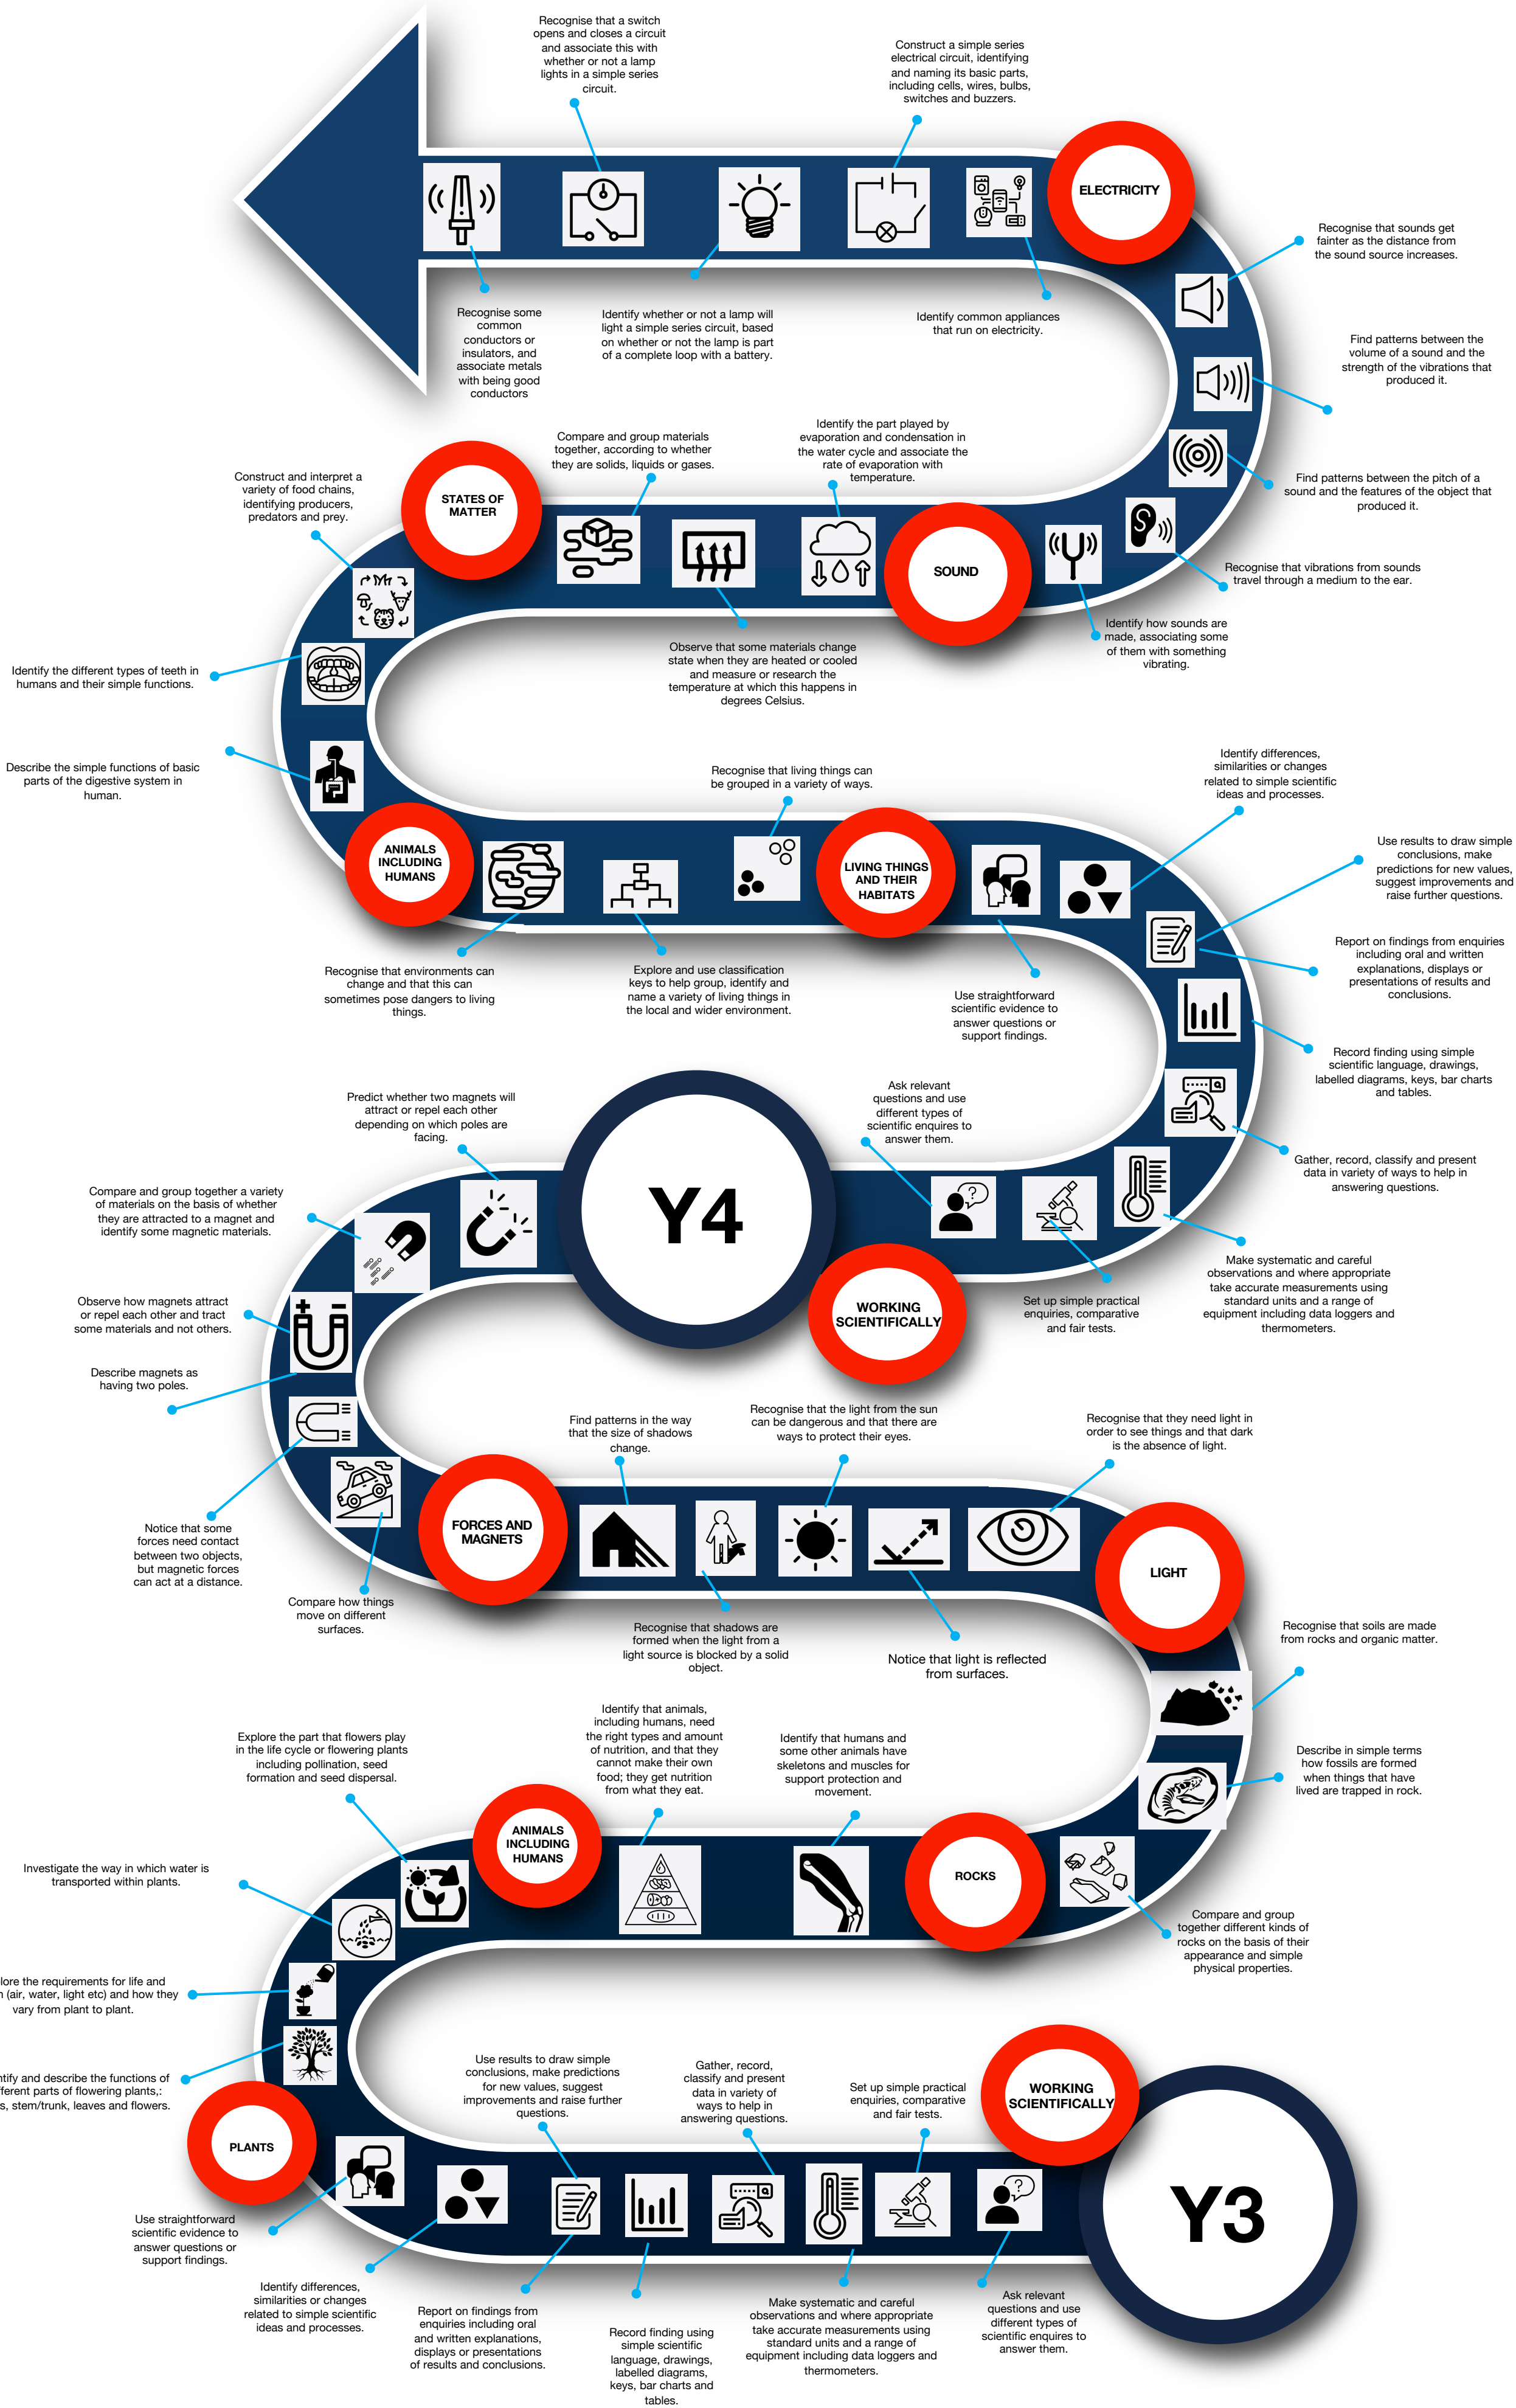 Recognise that a switch
opens and closes a circuit
and associate this with
whether or not a lamp
lights in a simple series
circuit.
Construct a simple series
electrical circuit, identifying
and naming its basic parts,
including cells, wires, bulbs,
switches and buzzers.
ELECTRICITY
Recognise that sounds get
fainter as the distance from
the sound source increases.
Recognise some
common
conductors or
insulators, and
associate metals
with being good
conductors
Identify whether or not a lamp will
light a simple series circuit, based
on whether or not the lamp is part
of a complete loop with a battery.
Identify common appliances
that run on electricity.
Find patterns between the
volume of a sound and the
strength of the vibrations that
produced it.
Construct and interpret a
variety of food chains,
identifying producers,
predators and prey.
STATES OF
MATTER
Compare and group materials
together, according to whether
they are solids, liquids or gases.
Identify the part played by
evaporation and condensation in
the water cycle and associate the
rate of evaporation with
temperature.
Find patterns between the pitch of a
sound and the features of the object that
produced it.
SOUND
Recognise that vibrations from sounds
travel through a medium to the ear.
Identify how sounds are
made, associating some
of them with something
vibrating.
Observe that some materials change
state when they are heated or cooled
and measure or research the
temperature at which this happens in
degrees Celsius.
Identify the different types of teeth in
humans and their simple functions.
Describe the simple functions of basic
parts of the digestive system in
human.
Recognise that living things can
be grouped in a variety of ways.
Identify differences,
similarities or changes
related to simple scientific
ideas and processes.
ANIMALS
INCLUDING
HUMANS
LIVING THINGS
AND THEIR
HABITATS
Use results to draw simple
conclusions, make
predictions for new values,
suggest improvements and
raise further questions.
Recognise that environments can
change and that this can
sometimes pose dangers to living
things.
Explore and use classification
keys to help group, identify and
name a variety of living things in
the local and wider environment.
Use straightforward
scientific evidence to
answer questions or
support findings.
Report on findings from enquiries
including oral and written
explanations, displays or
presentations of results and
conclusions.
Record finding using simple
scientific language, drawings,
labelled diagrams, keys, bar charts
and tables.
Predict whether two magnets will
attract or repel each other
depending on which poles are
facing.
Ask relevant
questions and use
different types of
scientific enquires to
answer them.
Gather, record, classify and present
data in variety of ways to help in
answering questions.
Compare and group together a variety
of materials on the basis of whether
they are attracted to a magnet and
identify some magnetic materials.
Y4
?
Observe how magnets attract
or repel each other and tract
some materials and not others.
WORKING
SCIENTIFICALLY
Set up simple practical
enquiries, comparative
and fair tests.
Make systematic and careful
observations and where appropriate
take accurate measurements using
standard units and a range of
equipment including data loggers and
thermometers.
Describe magnets as
having two poles.
Find patterns in the way
that the size of shadows
change.
Recognise that the light from the sun
can be dangerous and that there are
ways to protect their eyes.
Recognise that they need light in
order to see things and that dark
is the absence of light.
Notice that some
forces need contact
between two objects,
but magnetic forces
can act at a distance.
FORCES AND
MAGNETS
LIGHT
Compare how things
move on different
surfaces.
Recognise that shadows are
formed when the light from a
light source is blocked by a solid
object.
Notice that light is reflected
from surfaces.
Recognise that soils are made
from rocks and organic matter.
Explore the part that flowers play
in the life cycle or flowering plants
including pollination, seed
formation and seed dispersal.
Identify that animals,
including humans, need
the right types and amount
of nutrition, and that they
cannot make their own
food; they get nutrition
from what they eat.
Identify that humans and
some other animals have
skeletons and muscles for
support protection and
movement.
Describe in simple terms
how fossils are formed
when things that have
lived are trapped in rock.
ANIMALS
INCLUDING
HUMANS
ROCKS
Investigate the way in which water is
transported within plants.
Compare and group
together different kinds of
rocks on the basis of their
appearance and simple
physical properties.
lore the requirements for life and
(air, water, light etc) and how they
vary from plant to plant.
ntify and describe the functions of
fferent parts of flowering plants,:
s, stem/trunk, leaves and flowers.
PLANTS
Use results to draw simple
conclusions, make predictions
for new values, suggest
improvements and raise further
questions.
Gather, record,
classify and present
data in variety of
ways to help in
answering questions.
Set up simple practical
enquiries, comparative
and fair tests.
WORKING
SCIENTIFICALLY
Y3
?
Use straightforward
scientific evidence to
answer questions or
support findings.
Identify differences,
similarities or changes
related to simple scientific
ideas and processes.
Report on findings from
enquiries including oral
and written explanations,
displays or presentations
of results and conclusions.
Record finding using
simple scientific
language, drawings,
labelled diagrams,
keys, bar charts and
tables.
Make systematic and careful
observations and where appropriate
take accurate measurements using
standard units and a range of
equipment including data loggers and
thermometers.
Ask relevant
questions and use
different types of
scientific enquires to
answer them.